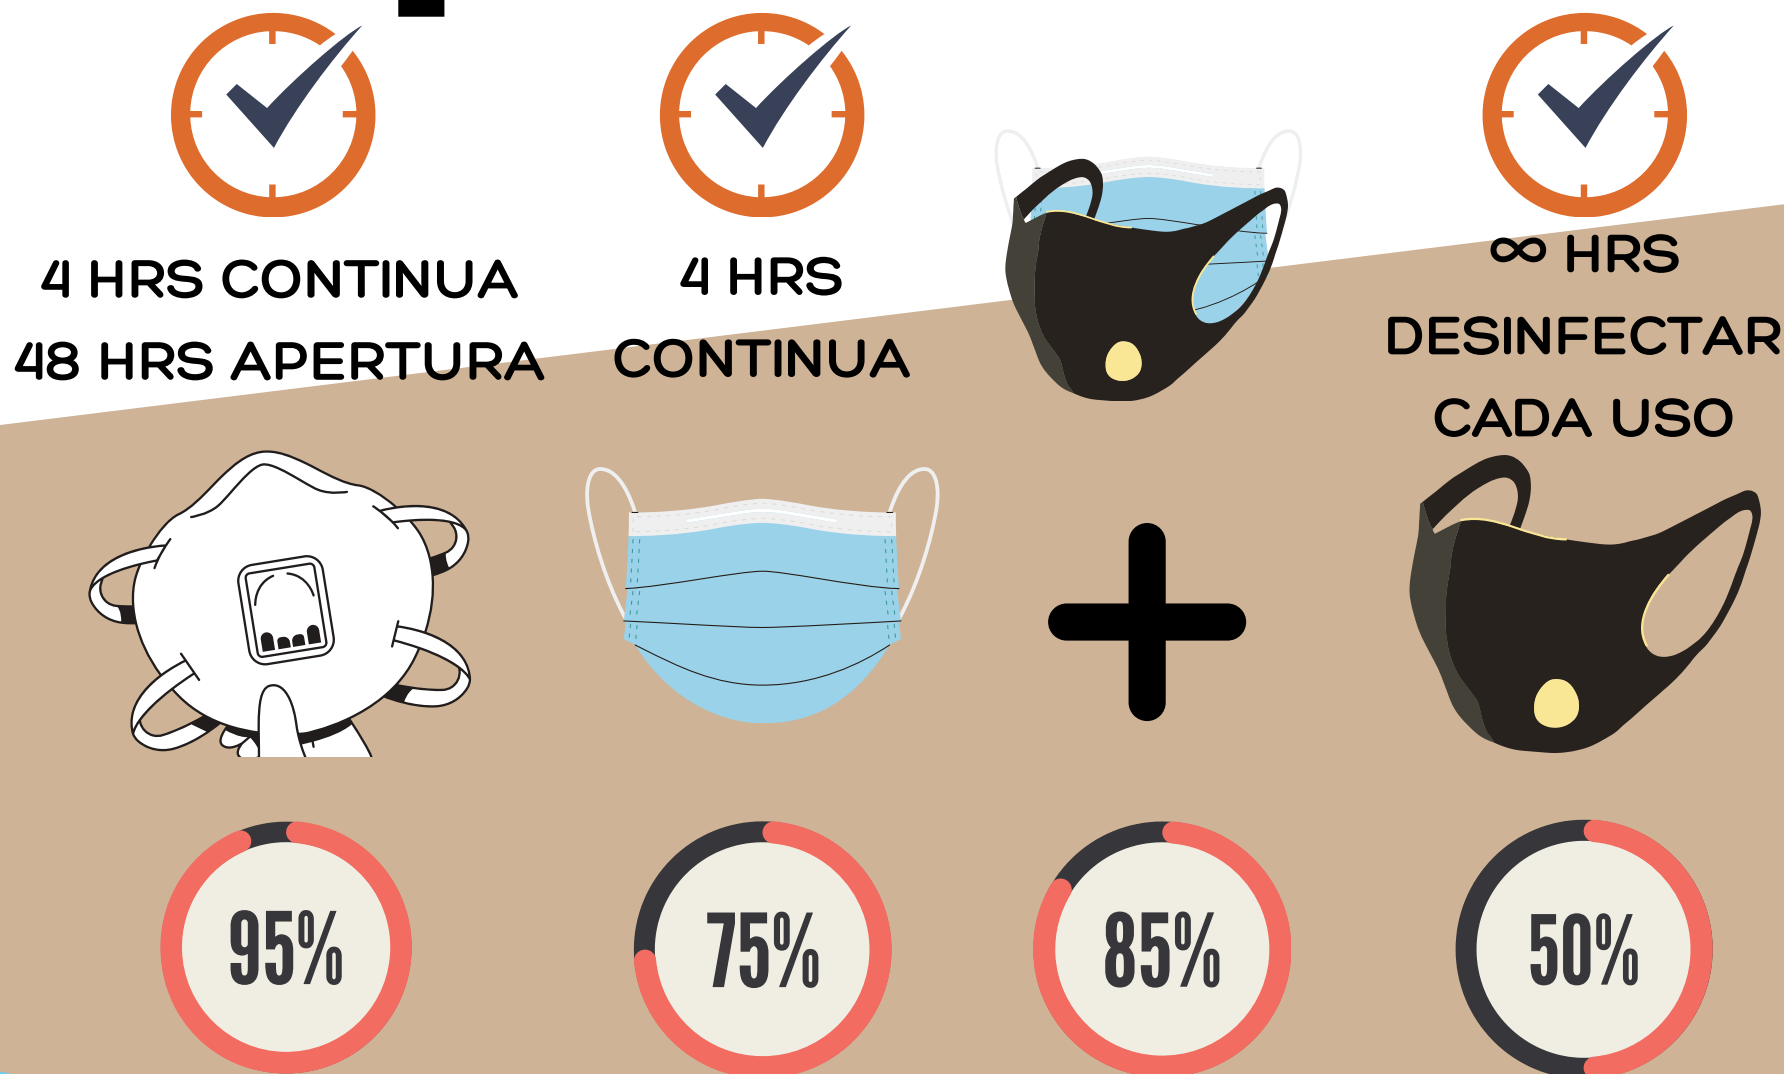 4 HRS CONTINUA
48 HRS APERTURA
4 HRS
CONTINUA
∞ HRS
DESINFECTAR
CADA USO
95%
75%
85%
50%